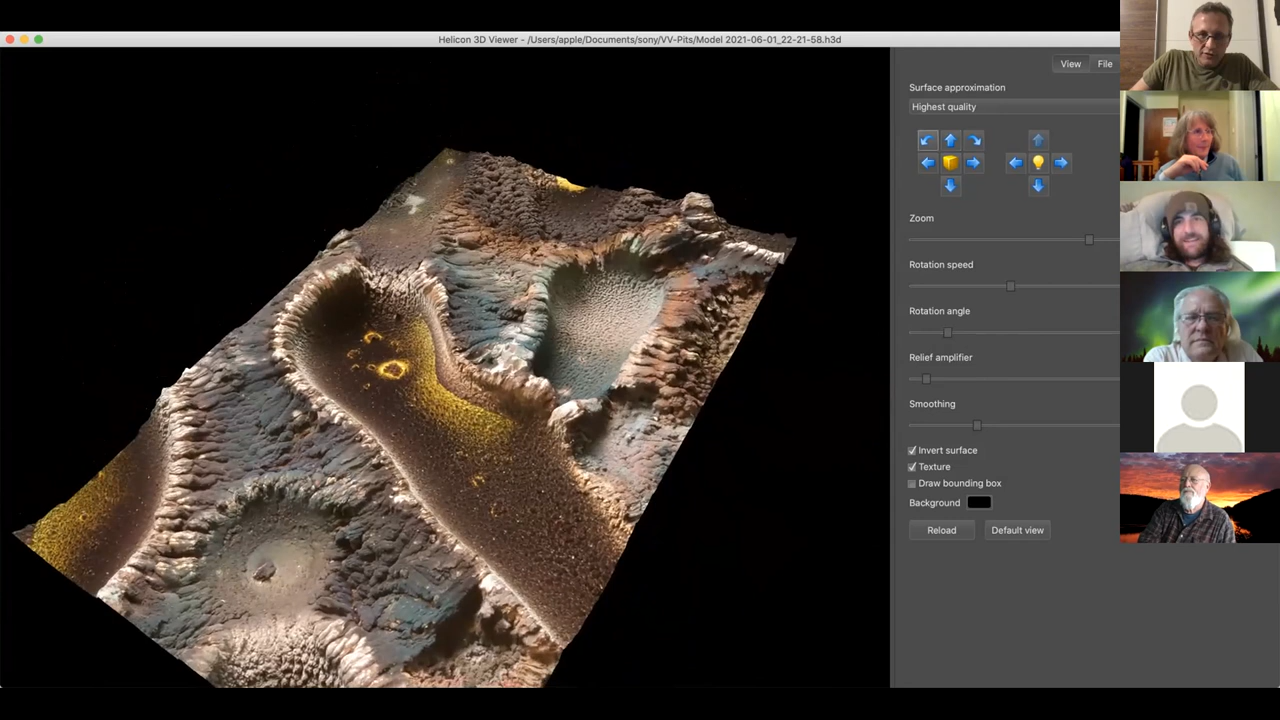 Helicon 3D Viewer - /Users/apple/Documents/sony/VV-Pits/Model 2021-06-01_22-21-58.h3d
View File
Surface approximation
Highest quality
Zoom
Rotation speed
Rotation angle
Relief amplifier
Smoothing
Invert surface
Texture
Draw bounding box
Background
Reload Default view